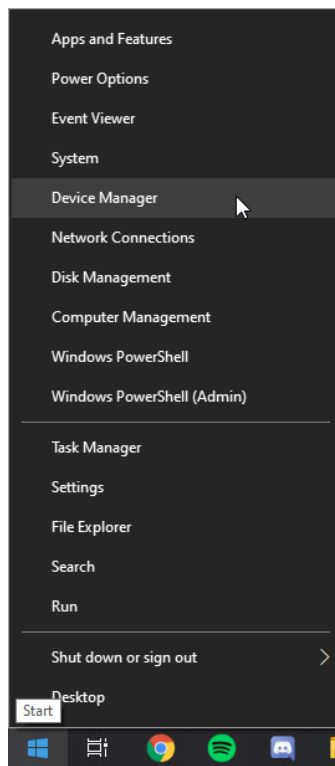 Apps and Features
Power Options
Event Viewer
System
Device Manager
Network Connections
Disk Management
Computer Management
Windows PowerShell
Windows PowerShell (Admin)
Task Manager
Settings
File Explorer
Search
Run
Shut down or sign out
Desktop
Start